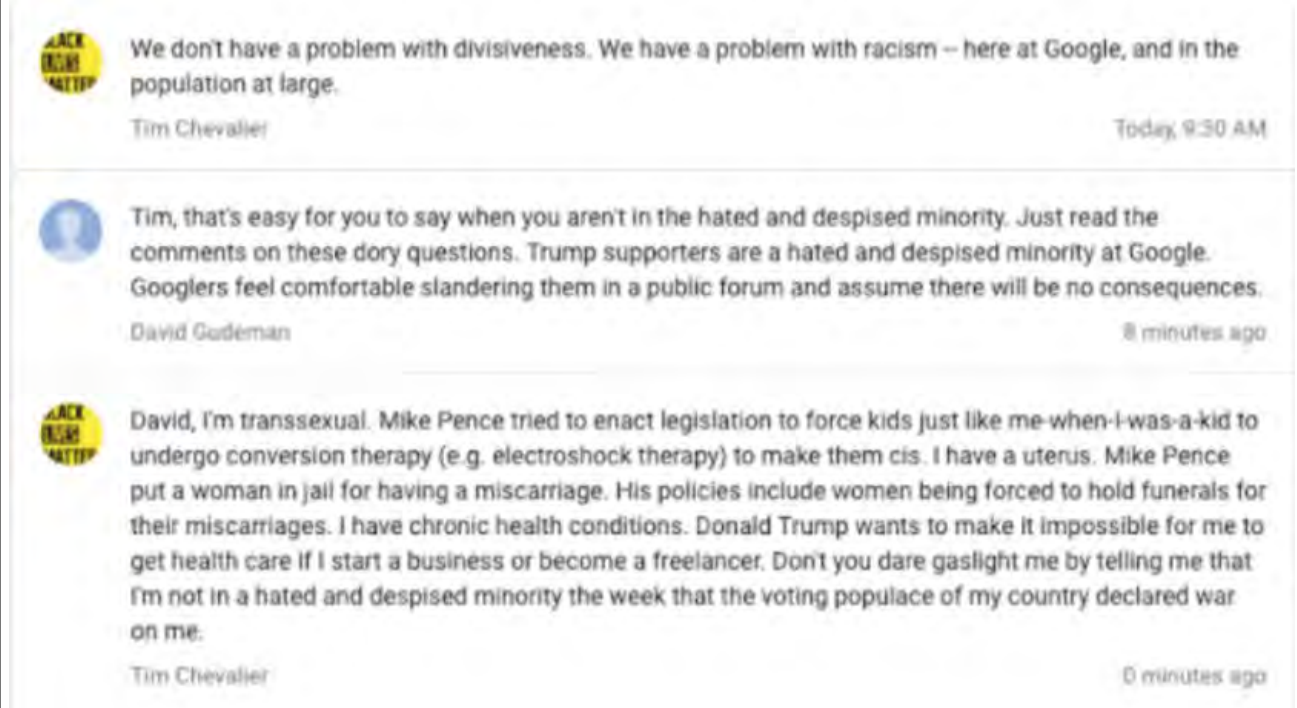 BLACK
LIVES
MATTER
We don't have a problem with divisiveness. We have a problem with racism – here at Google, and in the
population at large.
Tim Chevalier
Today, 9:30 AM
Tim, that's easy for you to say when you aren't in the hated and despised minority. Just read the
comments on these dory questions. Trump supporters are a hated and despised minority at Google.
Googlers feel comfortable slandering them in a public forum and assume there will be no consequences.
David Gudeman
8 minutes ago
BLACK
LIVES
MATTER
David, I'm transsexual. Mike Pence tried to enact legislation to force kids just like me-when-I-was-a-kid to
undergo conversion therapy (e.g. electroshock therapy) to make them cis. I have a uterus. Mike Pence
put a woman in jail for having a miscarriage. His policies include women being forced to hold funerals for
their miscarriages. I have chronic health conditions. Donald Trump wants to make it impossible for me to
get health care if I start a business or become a freelancer. Don't you dare gaslight me by telling me that
I'm not in a hated and despised minority the week that the voting populace of my country declared war
on me.
Tim Chevalier
0 minutes ago